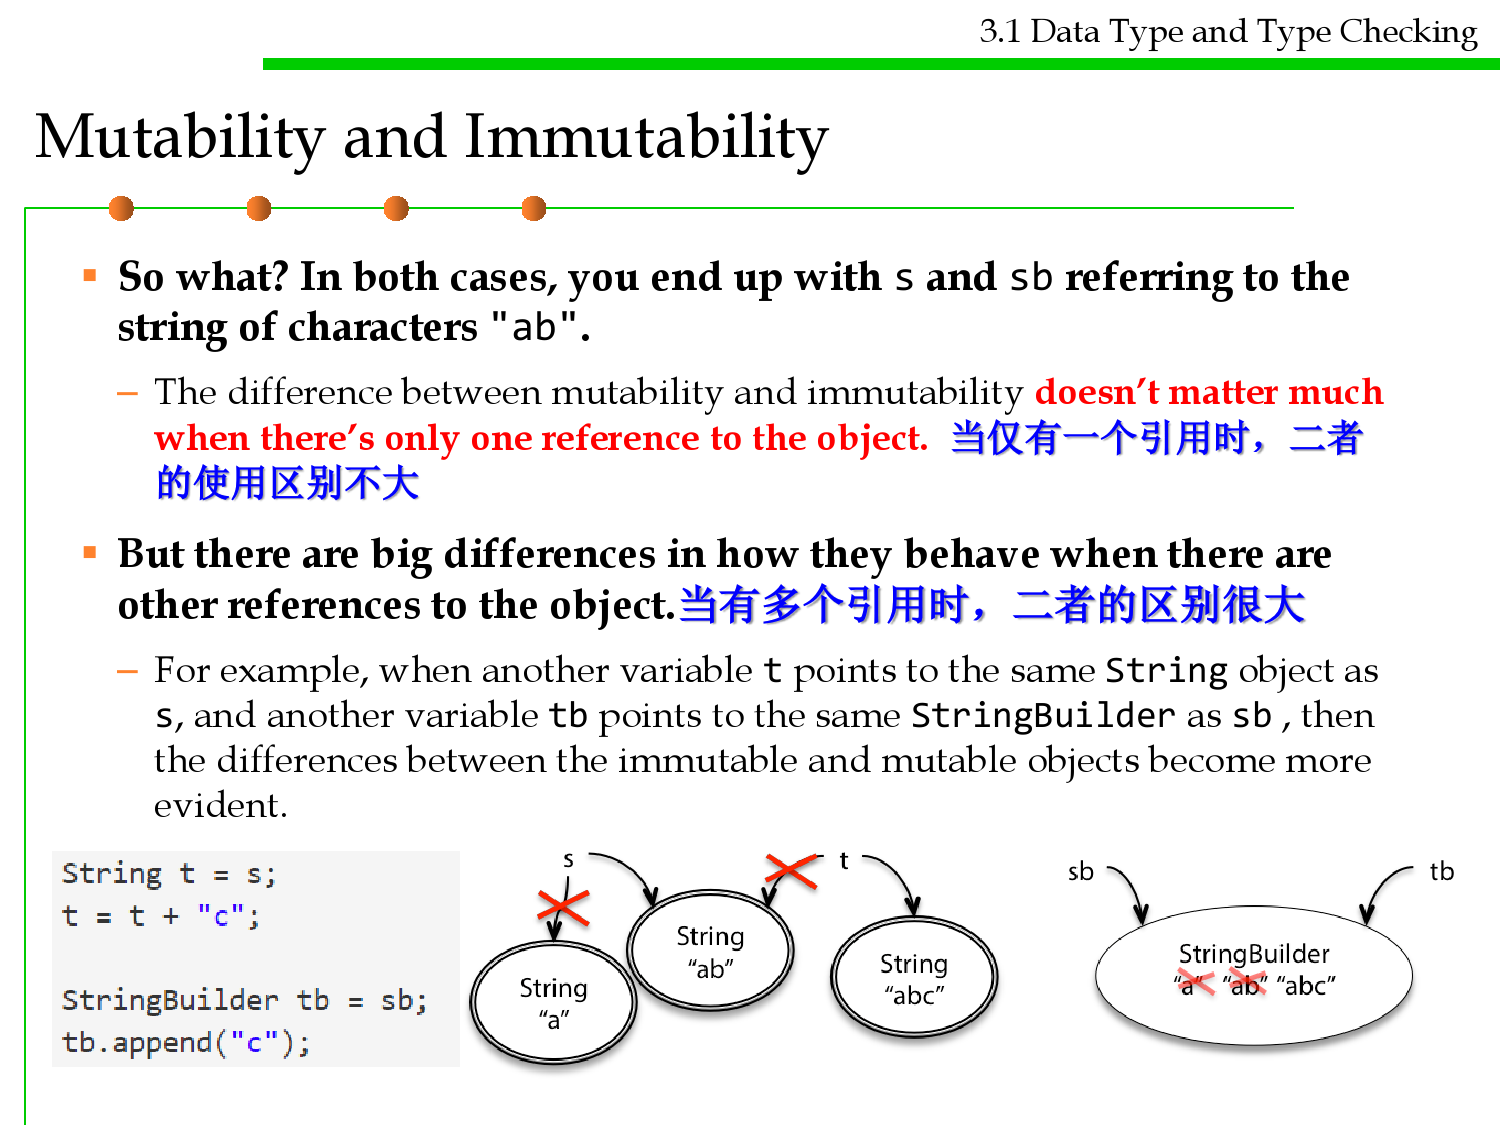 3.1 Data Type and Type Checking
Mutability and Immutability
So what? In both cases, you end up with s and sb referring to the
string of characters "ab".
– The difference between mutability and immutability doesn’t matter much
when there’s only one reference to the object. 当仅有一个引用时，二者
的使用区别不大
But there are big differences in how they behave when there are
other references to the object.当有多个引用时，二者的区别很大
– For example, when another variable t points to the same String object as
s, and another variable tb points to the same StringBuilder as sb , then
the differences between the immutable and mutable objects become more
evident.
String t = s;
t = t + "c";
StringBuilder tb = sb;
tb.append("c");
s
t
String
“a”
String
“ab”
String
“abc”
sb
tb
StringBuilder
“a” “ab” “abc”